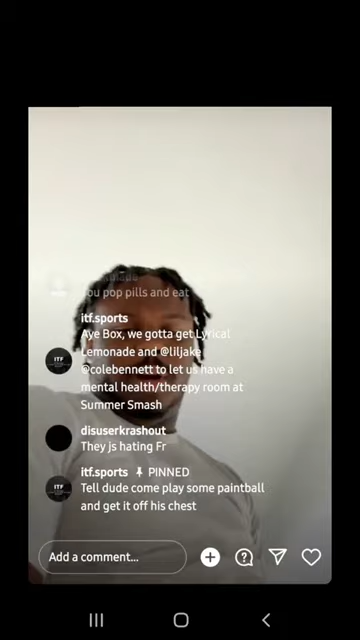 You pop pills and eat
itf.sports
Aye Box, we gotta get Lyrical
Lemonade and @liljake
@colebennett to let us have a
mental health/therapy room at
Summer Smash
ITF
disuserkrashout
They js hating Fr
itf.sports PINNED
Tell dude come play some paintball
and get it off his chest
ITF
Add a comment...